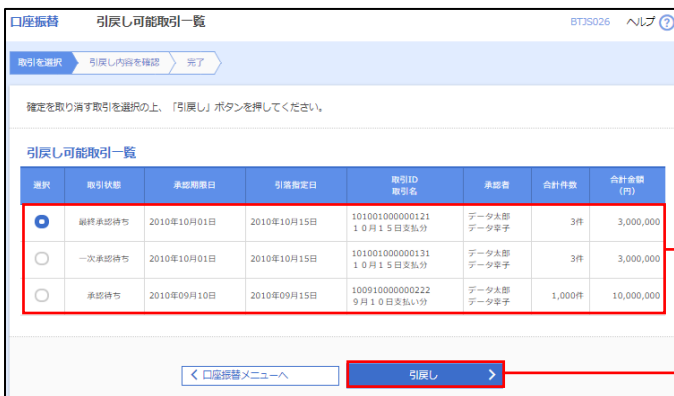 口座振替 引戻し可能取引一覧 BTJS026 ヘルプ ?
取引を選択 引戻し内容を確認 完了
確定を取り消す取引を選択の上、「引戻し」ボタンを押してください。
引戻し可能取引一覧
選択 取引状態 承認期限日 引落指定日 取引ID 承認者 合計件数 合計金額
取引名 (円)
最終承認待ち 2010年10月01日 2010年10月15日 101001000000121 データ太郎 3件 3,000,000
10月15日支払分 データ幸子
一次承認待ち 2010年10月01日 2010年10月15日 101001000000131 データ太郎 3件 3,000,000
10月15日支払分 データ幸子
承認待ち 2010年09月10日 2010年09月15日 100910000000222 データ太郎 1,000件 10,000,000
9月10日支払い分 データ幸子
口座振替メニューへ 引戻し